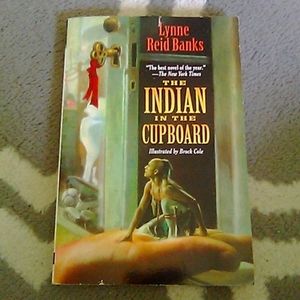 Lynne
Reid Banks
"The best novel of the year."
—The New York Times
THE
INDIAN
IN THE
CUPBOARD
Illustrated by Brock Cole